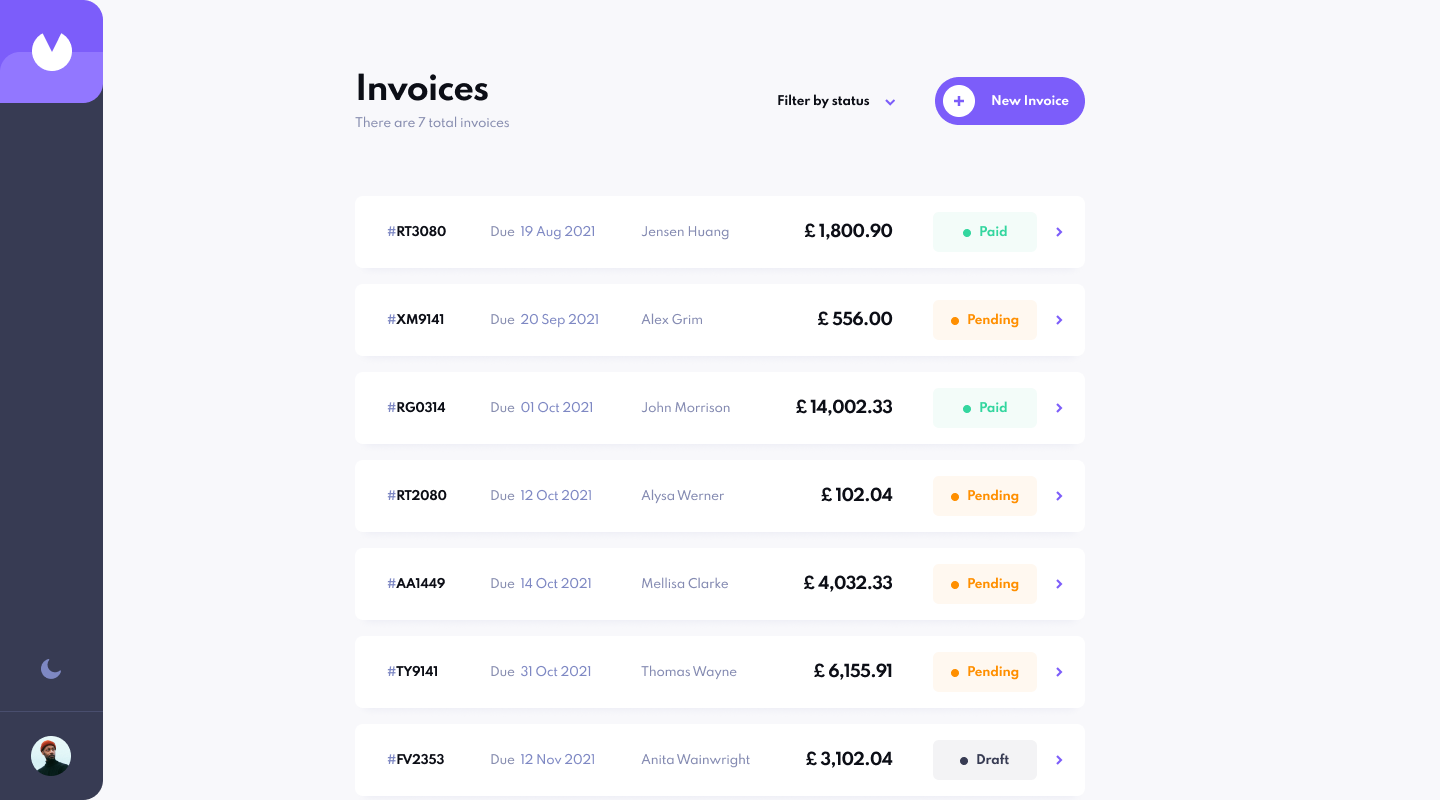 Invoices
There are 7 total invoices
Filter by status
New Invoice
#RT3080 Due 19 Aug 2021 Jensen Huang £ 1,800.90 Paid
#XM9141 Due 20 Sep 2021 Alex Grim £ 556.00 Pending
#RG0314 Due 01 Oct 2021 John Morrison £ 14,002.33 Paid
#RT2080 Due 12 Oct 2021 Alysa Werner £ 102.04 Pending
#AA1449 Due 14 Oct 2021 Mellisa Clarke £ 4,032.33 Pending
#TY9141 Due 31 Oct 2021 Thomas Wayne £ 6,155.91 Pending
#FV2353 Due 12 Nov 2021 Anita Wainwright £ 3,102.04 Draft